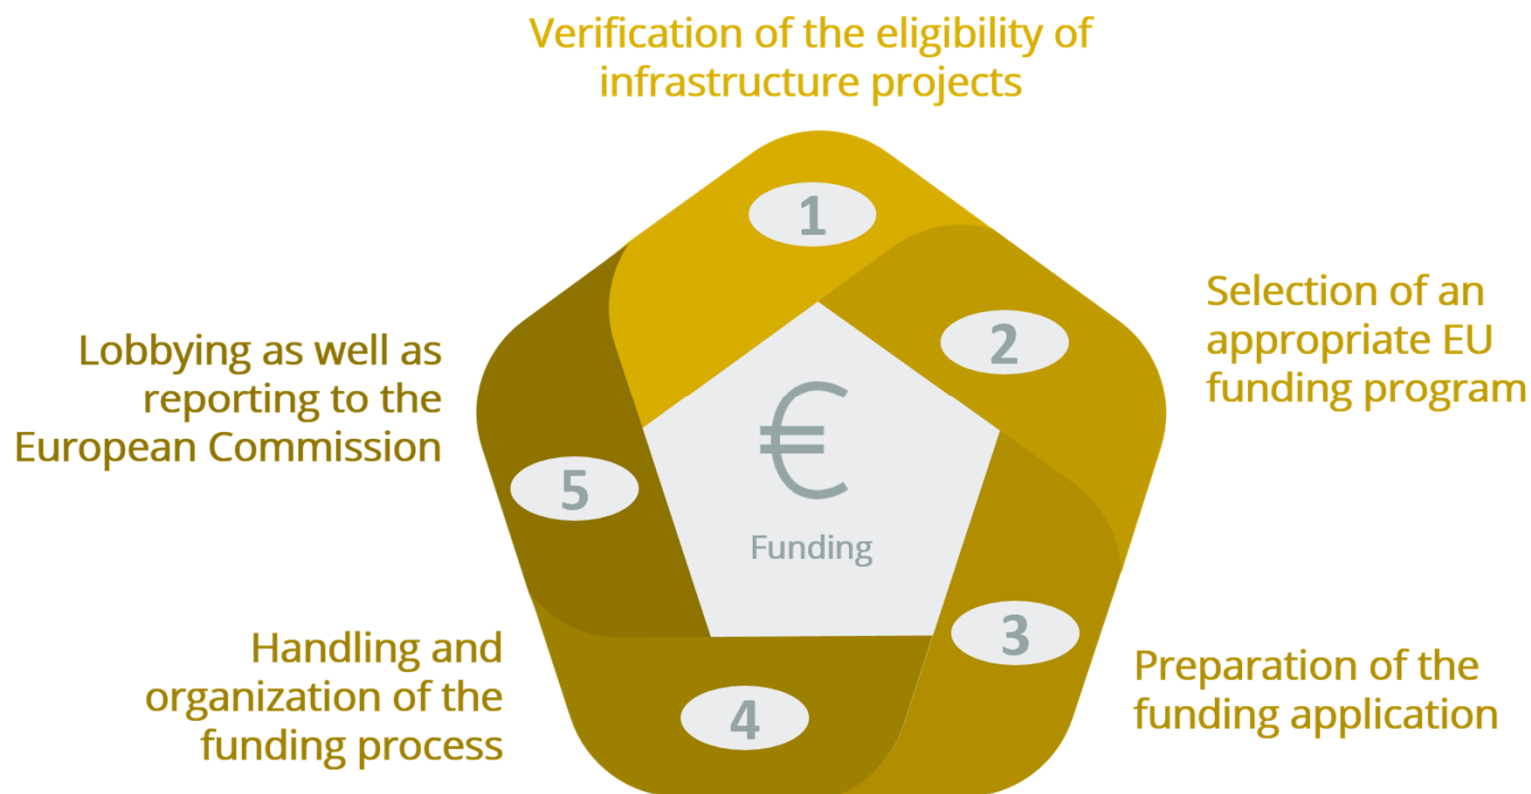 Verification of the eligibility of
infrastructure projects
1
2
Selection of an
appropriate EU
funding program
3
Preparation of the
funding application
4
Handling and
organization of the
funding process
5
Lobbying as well as
reporting to the
European Commission
€
Funding